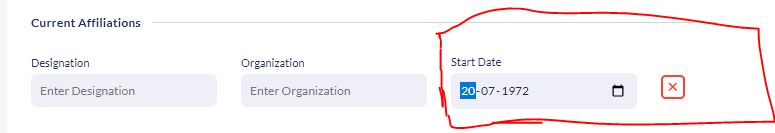 Current Affiliations
Designation Organization Start Date
Enter Designation Enter Organization 20-07-1972